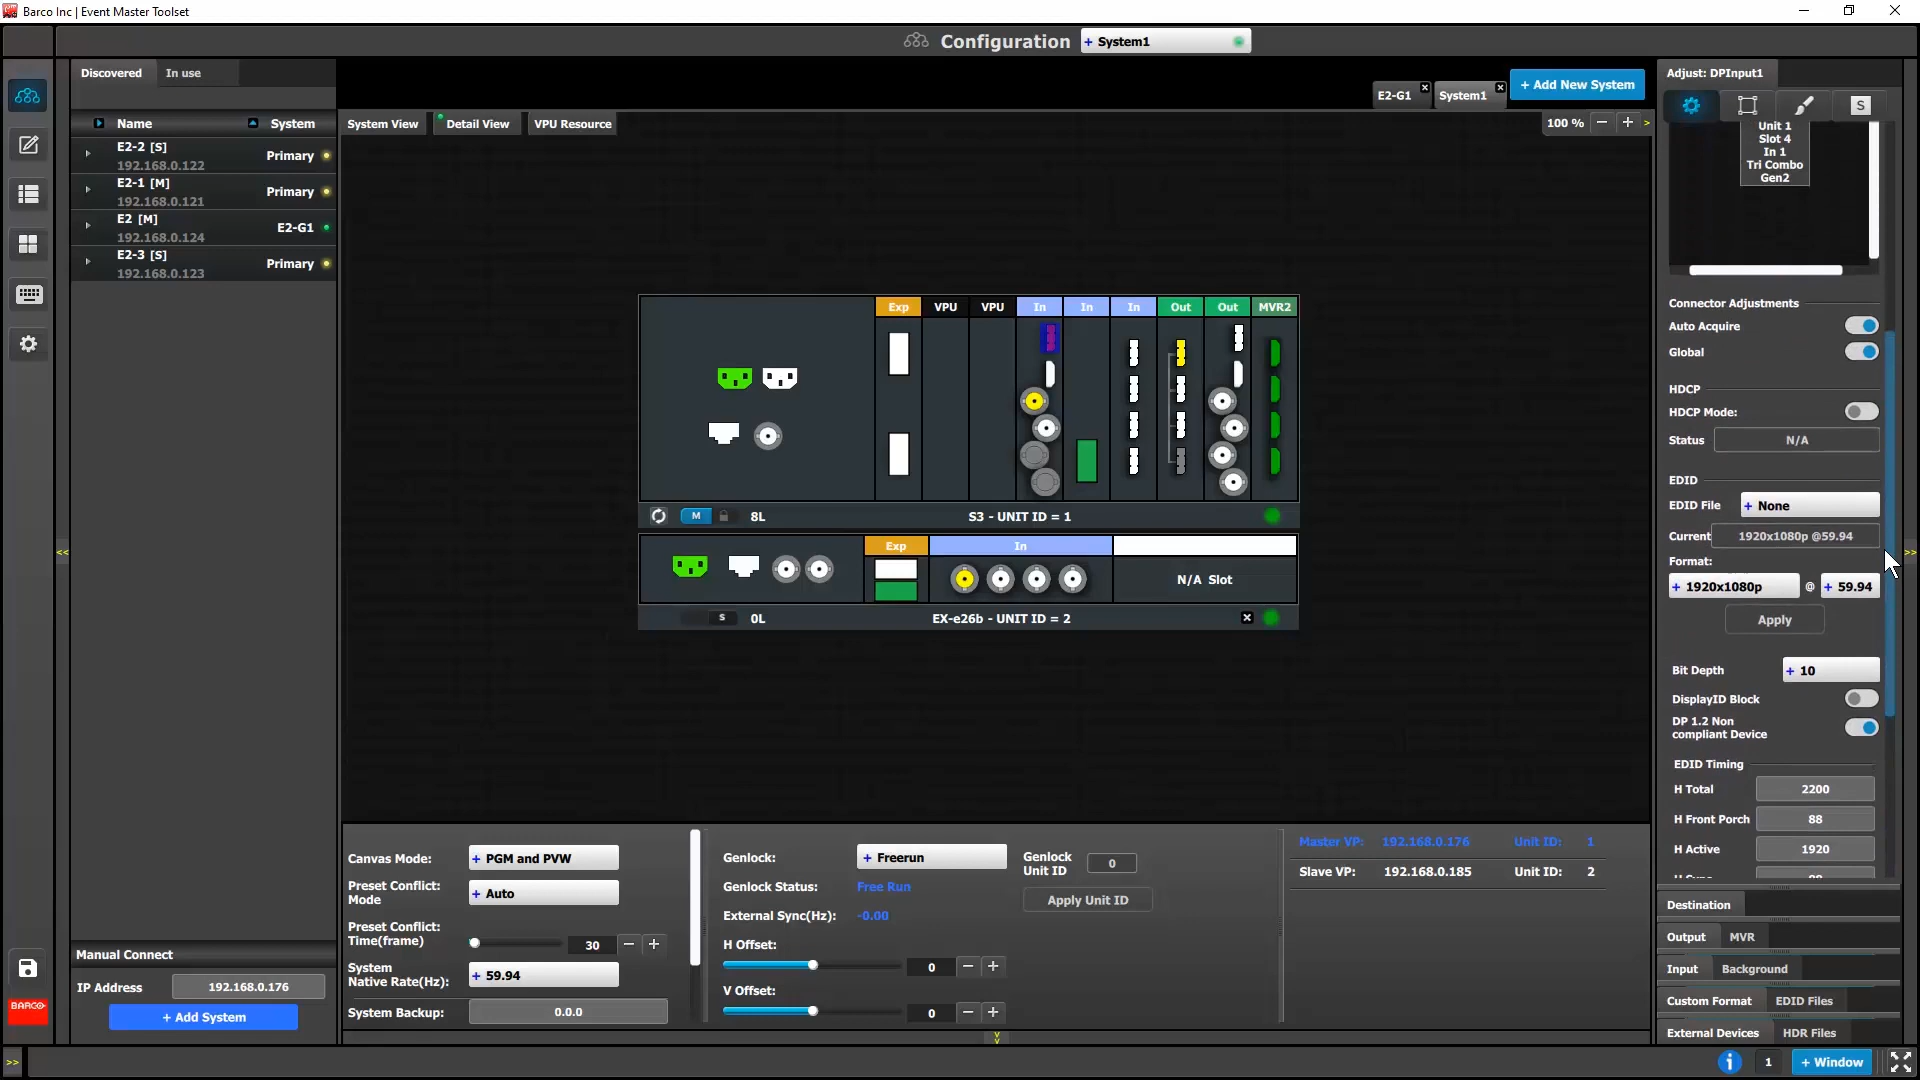 Barco Inc | Event Master Toolset
Configuration
+ System1
Discovered
In use
E2-G1
System1
+ Add New System
Name
System
System View
Detail View
VPU Resource
100 %
E2-2 [S]
192.168.0.122
Primary
E2-1 [M]
192.168.0.121
Primary
E2 [M]
192.168.0.124
E2-G1
E2-3 [S]
192.168.0.123
Primary
Exp
VPU
VPU
In
In
In
Out
Out
MVR2
M
8L
S3 - UNIT ID = 1
Exp
In
N/A Slot
S
0L
EX-e26b - UNIT ID = 2
Manual Connect
IP Address
192.168.0.176
+ Add System
BARCO
Canvas Mode:
+ PGM and PVW
Preset Conflict:
Mode
+ Auto
Preset Conflict:
Time(frame)
30
System
Native Rate(Hz):
+ 59.94
System Backup:
0.0.0
Genlock:
+ Freerun
Genlock Status:
Free Run
External Sync(Hz):
-0.00
H Offset:
0
V Offset:
0
Genlock
Unit ID
0
Apply Unit ID
Master VP:
192.168.0.176
Unit ID:
1
Slave VP:
192.168.0.185
Unit ID:
2
Adjust: DPInput1
S
Unit 1
Slot 4
In 1
Tri Combo
Gen2
Connector Adjustments
Auto Acquire
Global
HDCP
HDCP Mode:
Status
N/A
EDID
EDID File
+ None
Current
1920x1080p @59.94
Format:
+ 1920x1080p
@
+ 59.94
Apply
Bit Depth
+ 10
DisplayID Block
DP 1.2 Non
compliant Device
EDID Timing
H Total
2200
H Front Porch
88
H Active
1920
Destination
Output
MVR
Input
Background
Custom Format
EDID Files
External Devices
HDR Files
1
+ Window